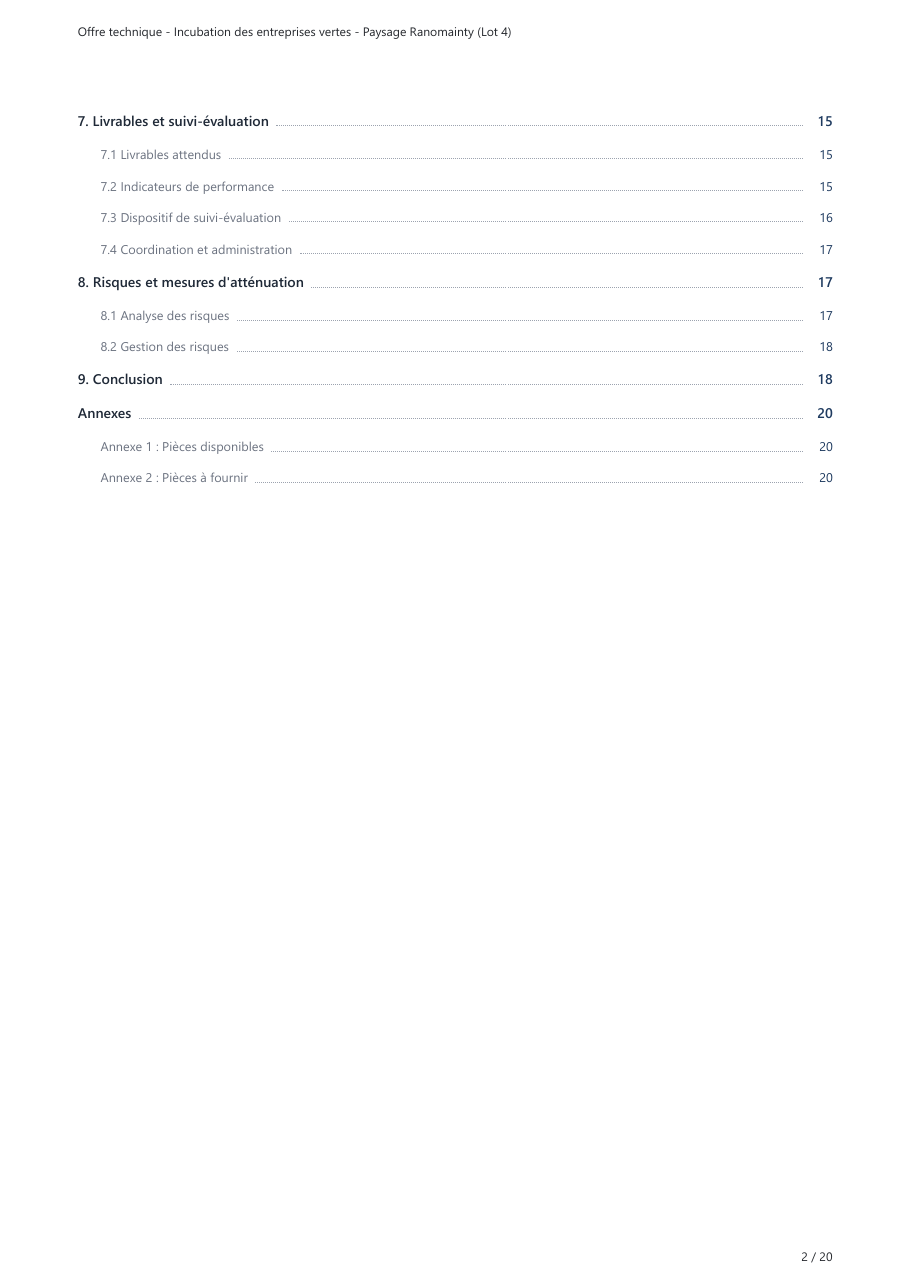 Offre technique - Incubation des entreprises vertes - Paysage Ranomainty (Lot 4)
7. Livrables et suivi-évaluation 15
7.1 Livrables attendus 15
7.2 Indicateurs de performance 15
7.3 Dispositif de suivi-évaluation 16
7.4 Coordination et administration 17
8. Risques et mesures d'atténuation 17
8.1 Analyse des risques 17
8.2 Gestion des risques 18
9. Conclusion 18
Annexes 20
Annexe 1 : Pièces disponibles 20
Annexe 2 : Pièces à fournir 20
2 / 20